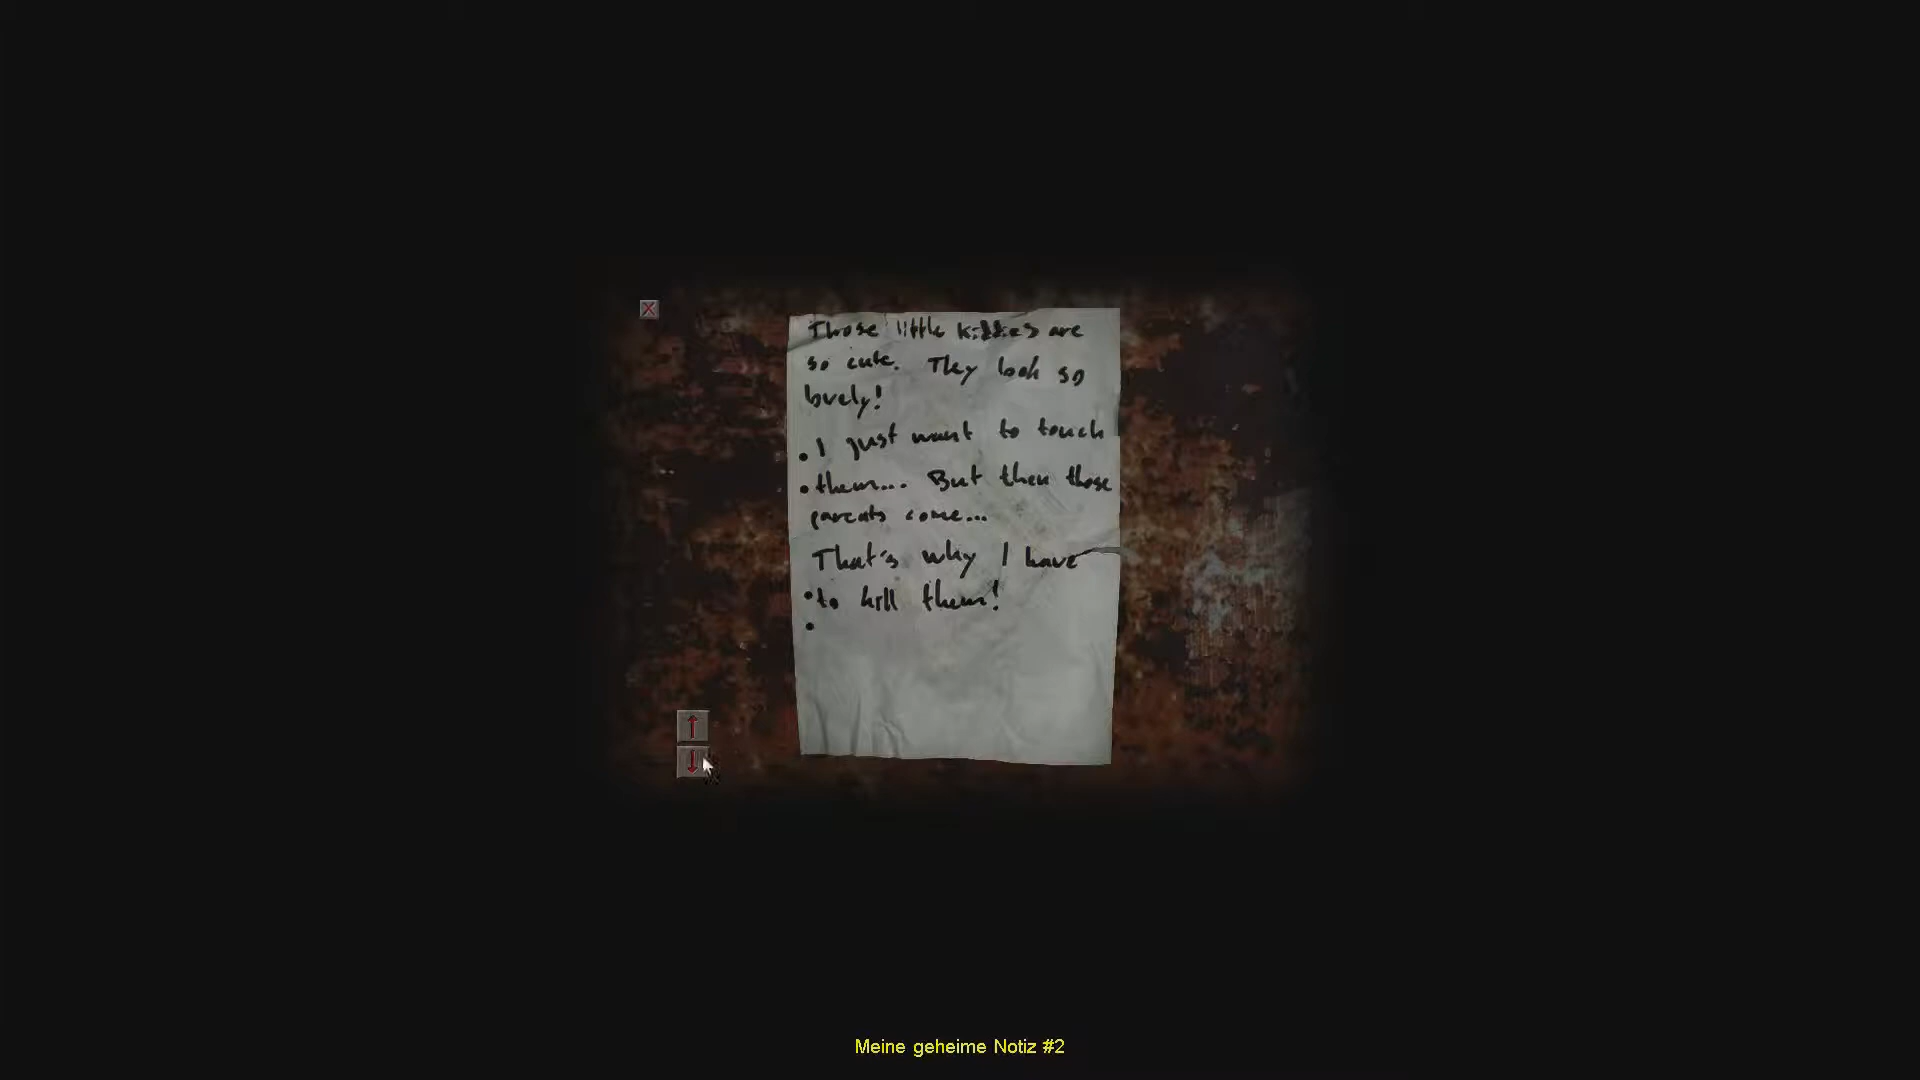 Those little kitties are
so cute. They look so
lovely!
I just want to touch
them... But then those
parents come...
That's why I have
to kill them!
Meine geheime Notiz #2